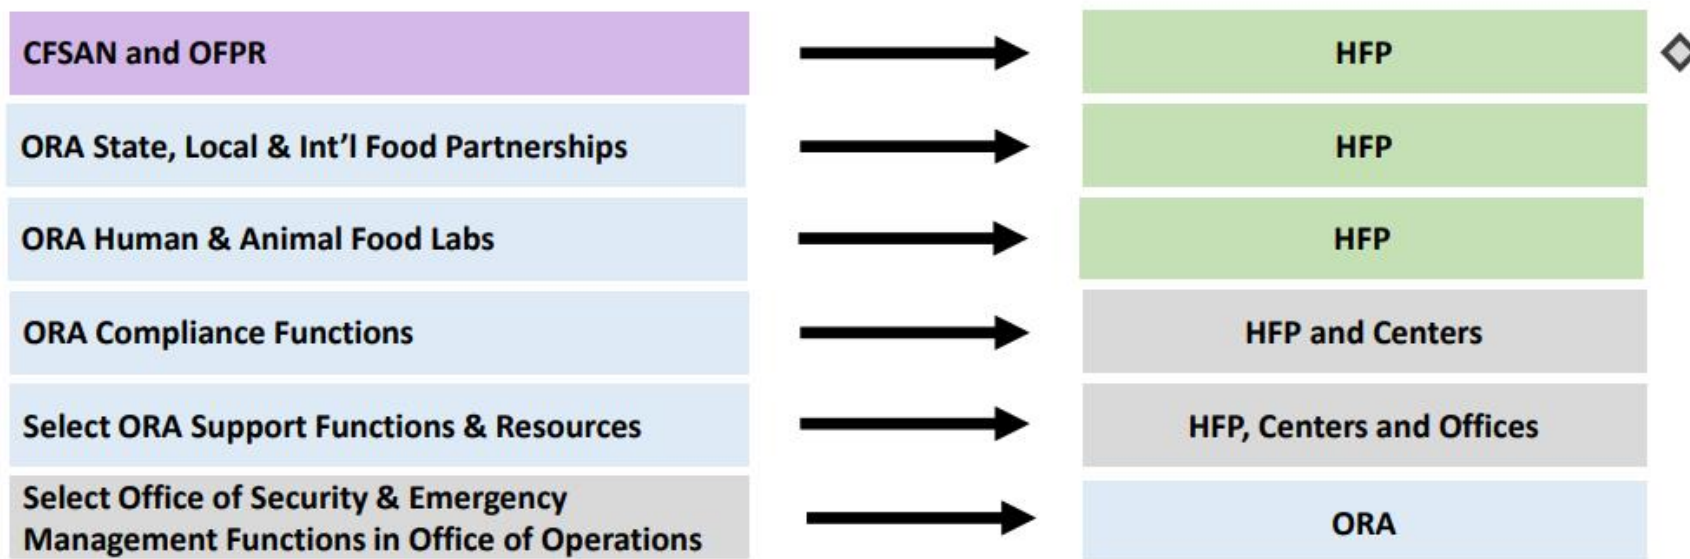 CFSAN and OFPR
HFP
ORA State, Local & Int’l Food Partnerships
HFP
ORA Human & Animal Food Labs
HFP
ORA Compliance Functions
HFP and Centers
Select ORA Support Functions & Resources
HFP, Centers and Offices
Select Office of Security & Emergency
Management Functions in Office of Operations
ORA